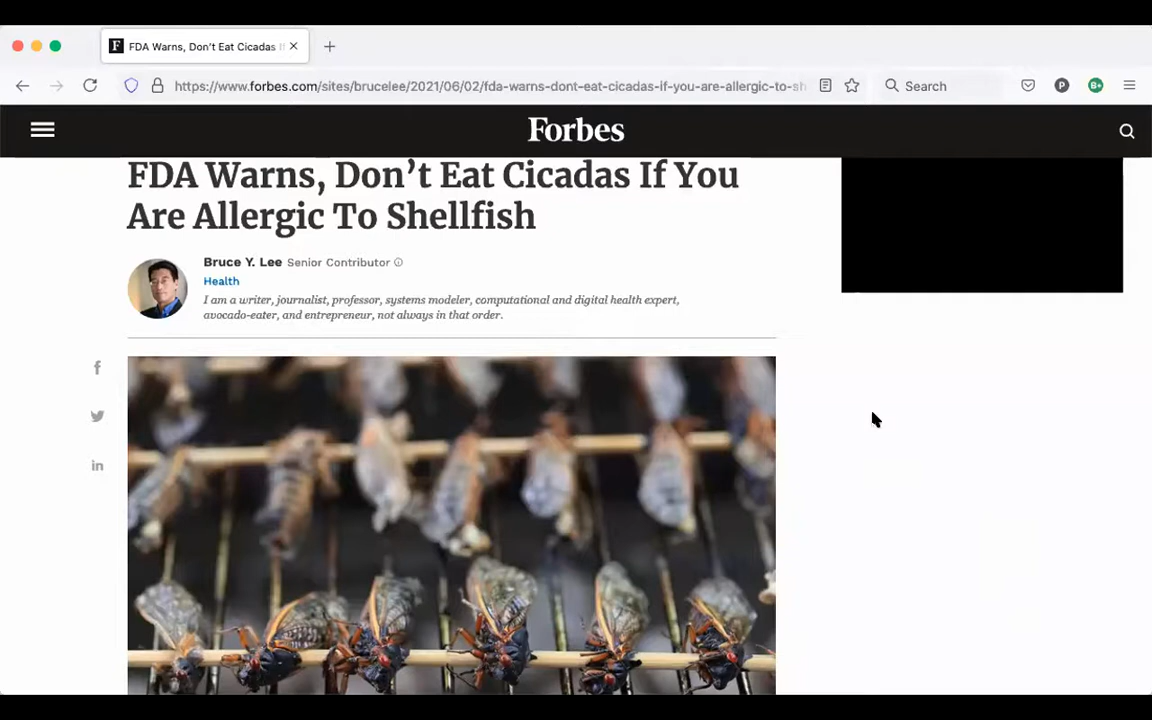 FDA Warns, Don't Eat Cicadas I
https://www.forbes.com/sites/brucelee/2021/06/02/fda-warns-dont-eat-cicadas-if-you-are-allergic-to-sh
Search
P
B+
Forbes
FDA Warns, Don’t Eat Cicadas If You
Are Allergic To Shellfish
Bruce Y. Lee Senior Contributor
Health
I am a writer, journalist, professor, systems modeler, computational and digital health expert,
avocado-eater, and entrepreneur, not always in that order.